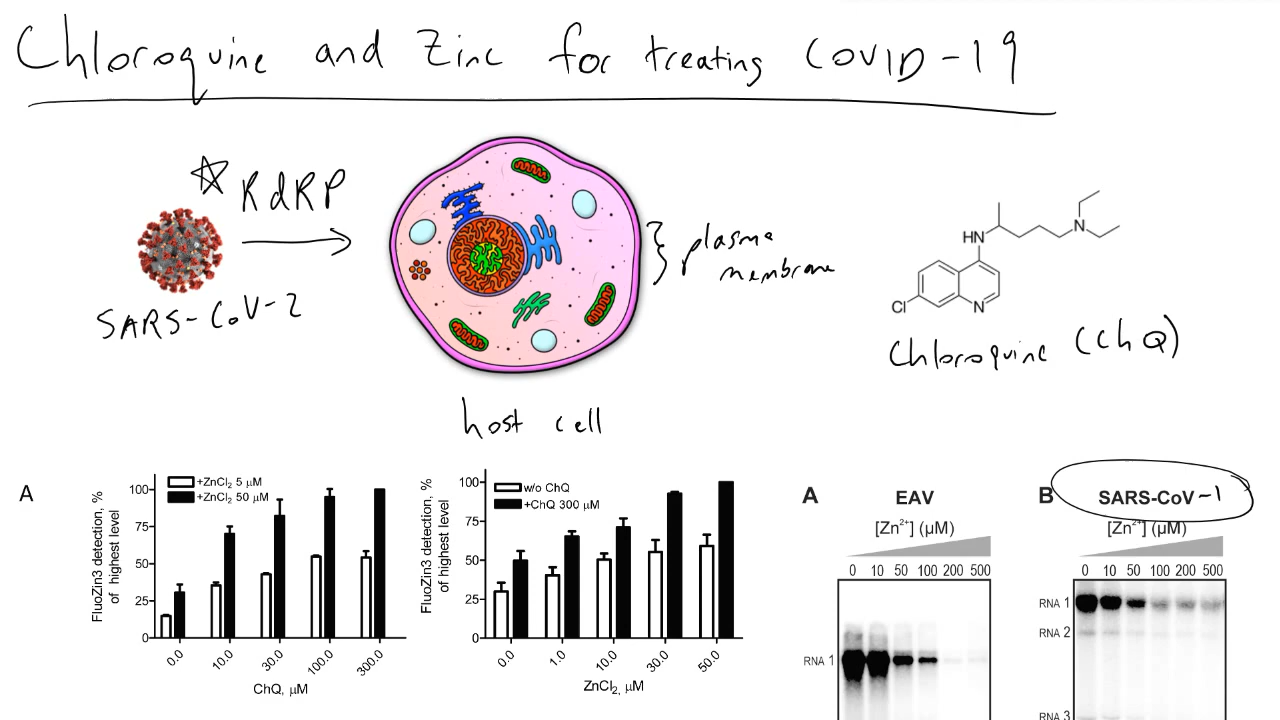 Chloroquine and Zinc for treating COVID-19
RdRP
SARS-CoV-2
plasma
membrane
host cell
HN
N
Cl
N
Chloroquine (ChQ)
A
FluoZin3 detection, %
of highest level
+ZnCl2 5 μM
+ZnCl2 50 μM
100
75
50
25
0
0.0 10.0 30.0 100.0 300.0
ChQ, μM
FluoZin3 detection, %
of highest level
w/o ChQ
+ChQ 300 μM
100
75
50
25
0
0.0 1.0 10.0 30.0 50.0
ZnCl2, μM
A EAV
[Zn2+] (μM)
0 10 50 100 200 500
RNA 1
B SARS-CoV-1
[Zn2+] (μM)
0 10 50 100 200 500
RNA 1
RNA 2
RNA 3